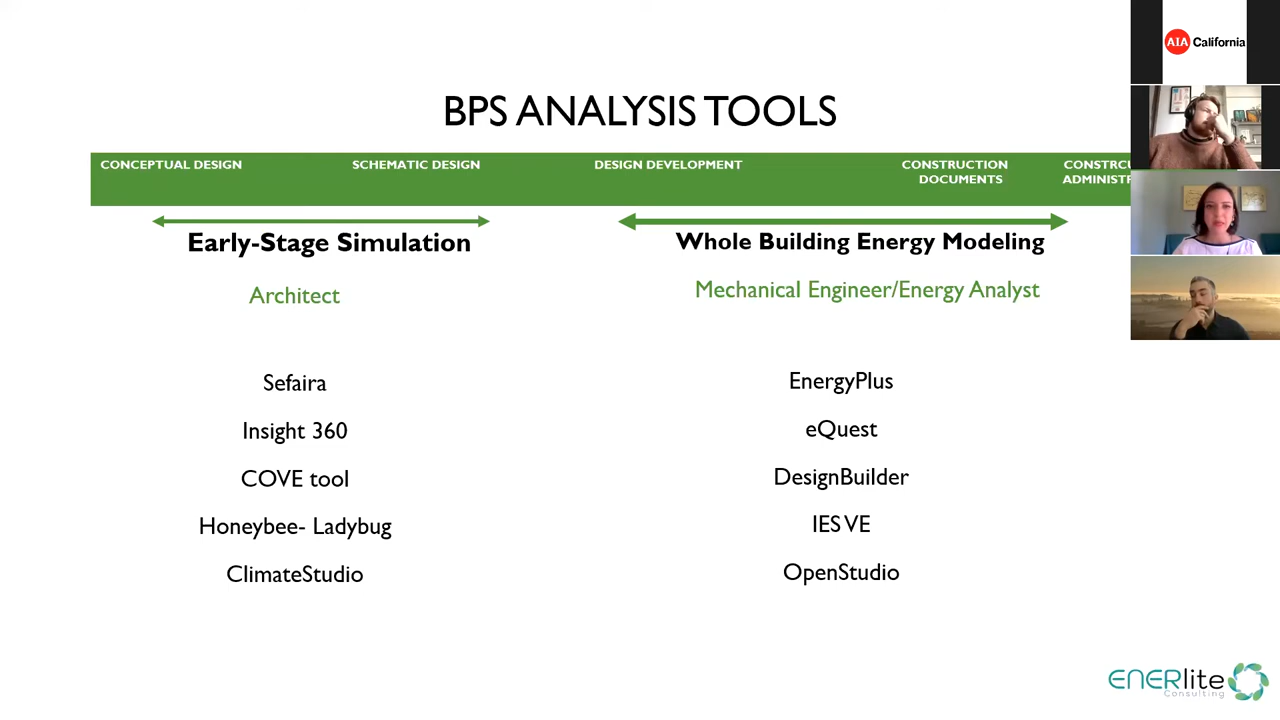 AIA California
BPS ANALYSIS TOOLS
CONCEPTUAL DESIGN
SCHEMATIC DESIGN
DESIGN DEVELOPMENT
CONSTRUCTION
DOCUMENTS
CONSTRCU
ADMINISTR
Early-Stage Simulation
Architect
Sefaira
Insight 360
COVE tool
Honeybee- Ladybug
ClimateStudio
Whole Building Energy Modeling
Mechanical Engineer/Energy Analyst
EnergyPlus
eQuest
DesignBuilder
IES VE
OpenStudio
ENERlite
Consulting